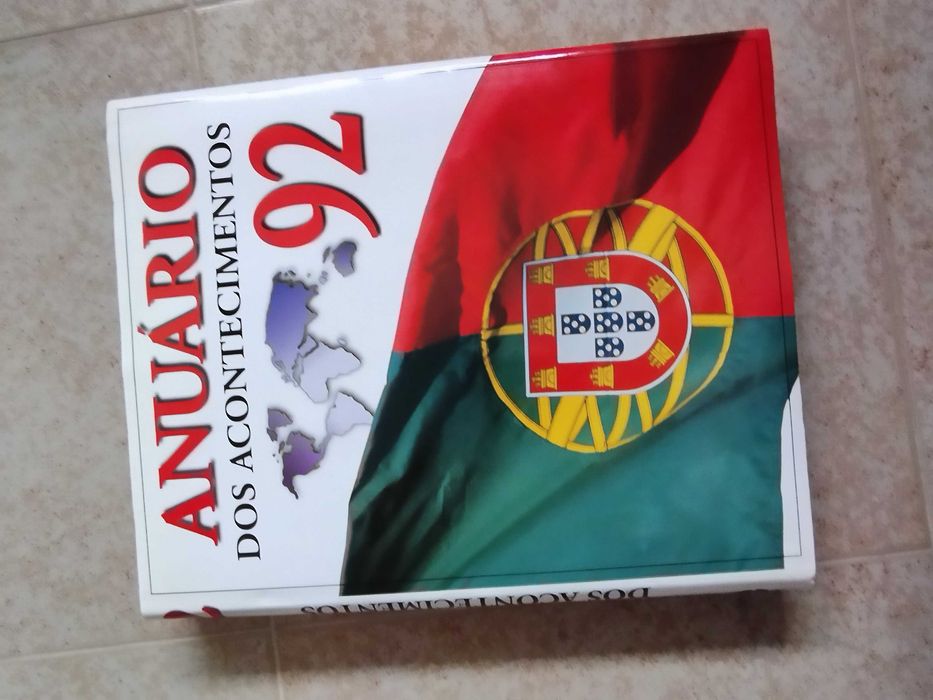 ANUÁRIO
DOS ACONTECIMENTOS
92
DOS ACONTECIMENTOS